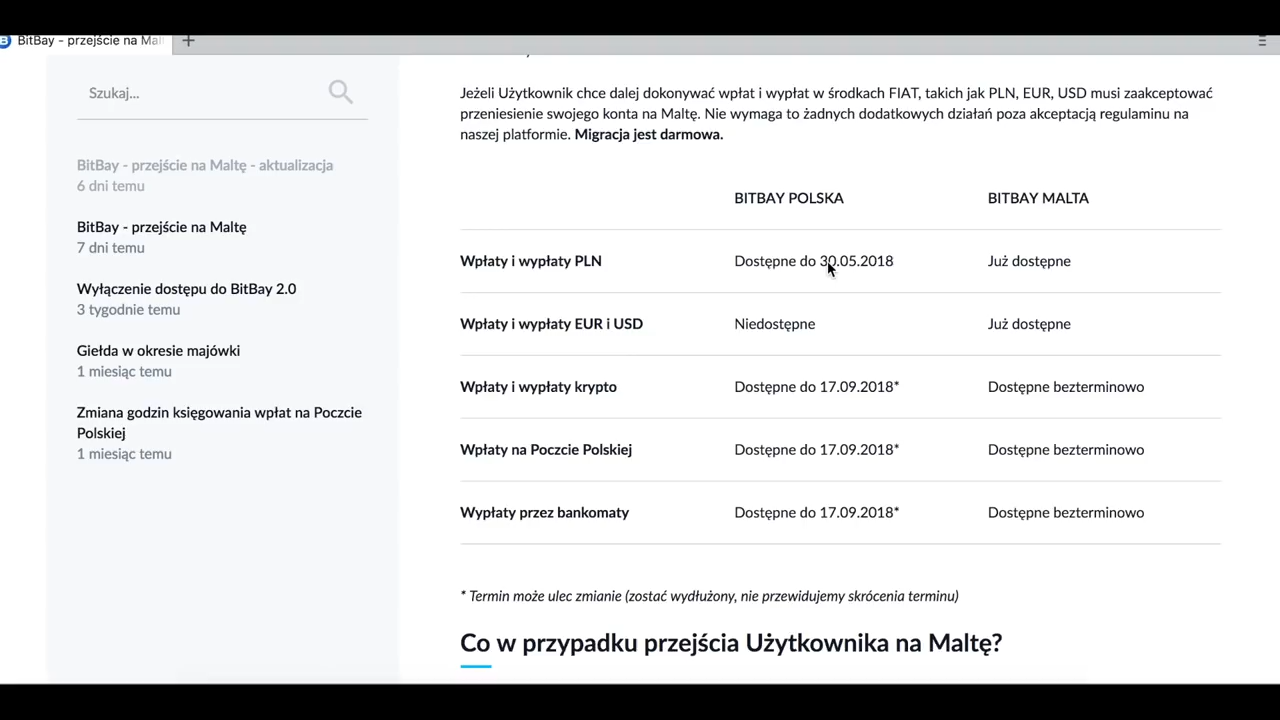 BitBay - przejście na Mal
Szukaj...
BitBay - przejście na Maltę - aktualizacja
6 dni temu
BitBay - przejście na Maltę
7 dni temu
Wyłączenie dostępu do BitBay 2.0
3 tygodnie temu
Giełda w okresie majówki
1 miesiąc temu
Zmiana godzin księgowania wpłat na Poczcie
Polskiej
1 miesiąc temu
Jeżeli Użytkownik chce dalej dokonywać wpłat i wypłat w środkach FIAT, takich jak PLN, EUR, USD musi zaakceptować
przeniesienie swojego konta na Maltę. Nie wymaga to żadnych dodatkowych działań poza akceptacją regulaminu na
naszej platformie. Migracja jest darmowa.
BITBAY POLSKA BITBAY MALTA
Wpłaty i wypłaty PLN Dostępne do 30.05.2018 Już dostępne
Wpłaty i wypłaty EUR i USD Niedostępne Już dostępne
Wpłaty i wypłaty krypto Dostępne do 17.09.2018* Dostępne bezterminowo
Wpłaty na Poczcie Polskiej Dostępne do 17.09.2018* Dostępne bezterminowo
Wypłaty przez bankomaty Dostępne do 17.09.2018* Dostępne bezterminowo
* Termin może ulec zmianie (zostać wydłużony, nie przewidujemy skrócenia terminu)
Co w przypadku przejścia Użytkownika na Maltę?